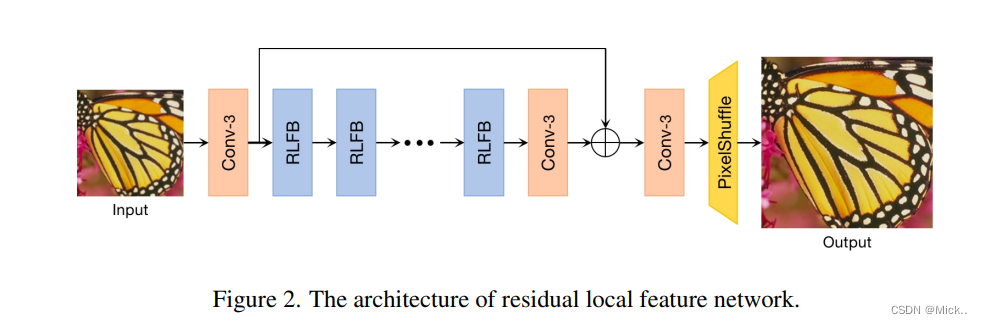 Input
Conv-3
RLFB
RLFB
RLFB
Conv-3
Conv-3
PixelShuffle
Output
Figure 2. The architecture of residual local feature network.
CSDN @Mick..